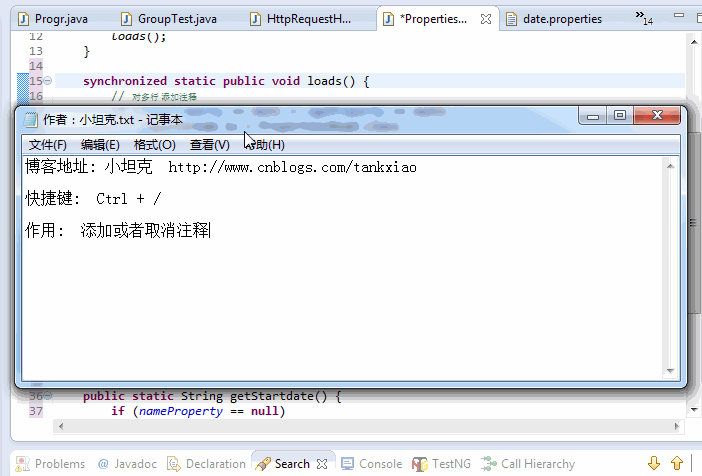 Progr.java
GroupTest.java
HttpRequestH...
*Properties...
date.properties
»14
12 loads();
13 }
14
15 synchronized static public void loads() {
16 // 对多行 添加注释
作者：小坦克.txt - 记事本
文件(F) 编辑(E) 格式(O) 查看(V) 帮助(H)
博客地址: 小坦克 http://www.cnblogs.com/tankxiao
快捷键: Ctrl + /
作用: 添加或者取消注释
36 public static String getStartdate() {
37 if (nameProperty == null)
Problems @ Javadoc Declaration Search Console TestNG Call Hierarchy